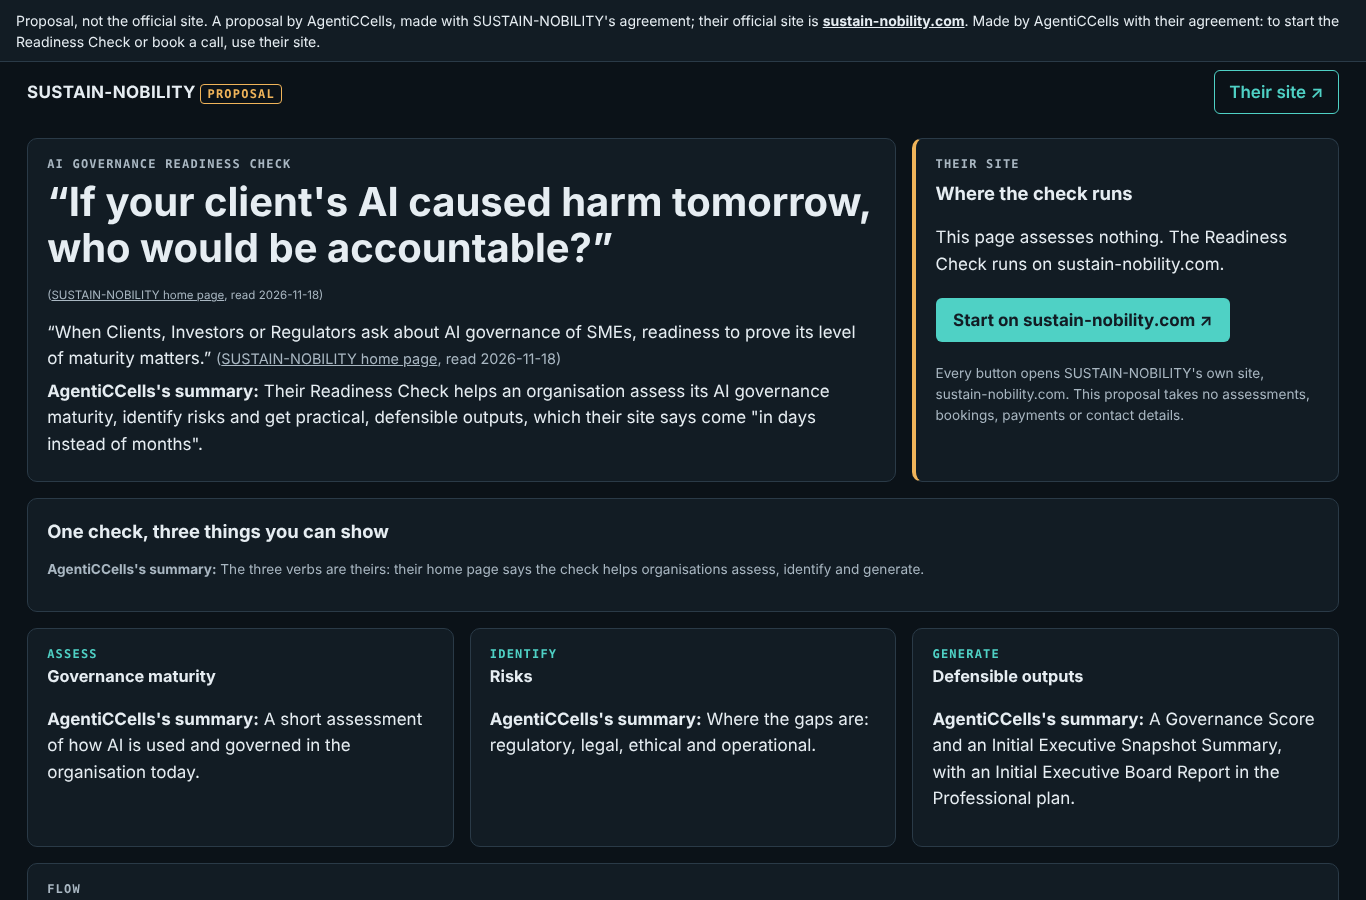 Proposal, not the official site. A proposal by AgentiCCells, made with SUSTAIN-NOBILITY's agreement; their official site is sustain-nobility.com. Made by AgentiCCells with their agreement: to start the
Readiness Check or book a call, use their site.
SUSTAIN-NOBILITY PROPOSAL
Their site ↗
AI GOVERNANCE READINESS CHECK
“If your client's AI caused harm tomorrow,
who would be accountable?”
(SUSTAIN-NOBILITY home page, read 2026-11-18)
“When Clients, Investors or Regulators ask about AI governance of SMEs, readiness to prove its level
of maturity matters.” (SUSTAIN-NOBILITY home page, read 2026-11-18)
AgentiCCells's summary: Their Readiness Check helps an organisation assess its AI governance
maturity, identify risks and get practical, defensible outputs, which their site says come "in days
instead of months".
THEIR SITE
Where the check runs
This page assesses nothing. The Readiness
Check runs on sustain-nobility.com.
Start on sustain-nobility.com ↗
Every button opens SUSTAIN-NOBILITY's own site,
sustain-nobility.com. This proposal takes no assessments,
bookings, payments or contact details.
One check, three things you can show
AgentiCCells's summary: The three verbs are theirs: their home page says the check helps organisations assess, identify and generate.
ASSESS
Governance maturity
AgentiCCells's summary: A short assessment
of how AI is used and governed in the
organisation today.
IDENTIFY
Risks
AgentiCCells's summary: Where the gaps are:
regulatory, legal, ethical and operational.
GENERATE
Defensible outputs
AgentiCCells's summary: A Governance Score
and an Initial Executive Snapshot Summary,
with an Initial Executive Board Report in the
Professional plan.
FLOW